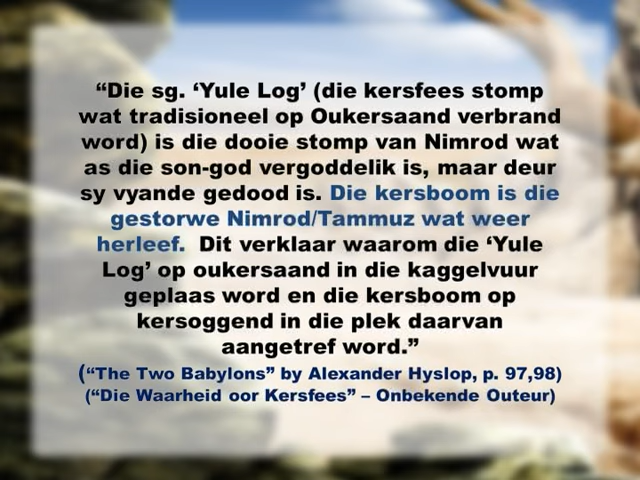 “Die sg. ‘Yule Log’ (die kersfees stomp
wat tradisioneel op Oukersaand verbrand
word) is die dooie stomp van Nimrod wat
as die son-god vergoddelik is, maar deur
sy vyande gedood is. Die kersboom is die
gestorwe Nimrod/Tammuz wat weer
herleef. Dit verklaar waarom die ‘Yule
Log’ op oukersaand in die kaggelvuur
geplaas word en die kersboom op
kersoggend in die plek daarvan
aangetref word.”
(“The Two Babylons” by Alexander Hyslop, p. 97,98)
(“Die Waarheid oor Kersfees” – Onbekende Outeur)